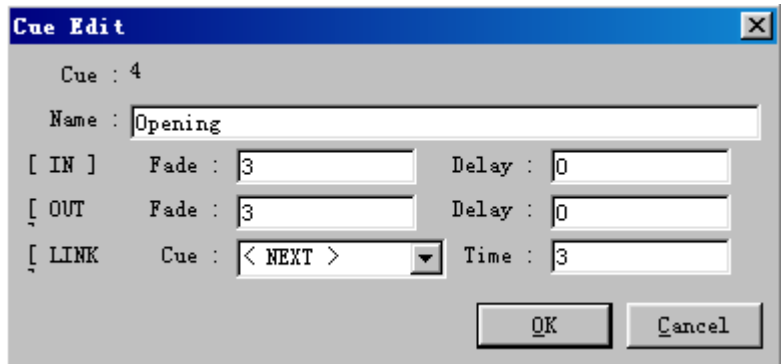 Cue Edit
Cue : 4
Name : Opening
[ IN ] Fade : 3 Delay : 0
[ OUT Fade : 3 Delay : 0
[ LINK Cue : < NEXT > Time : 3
OK Cancel